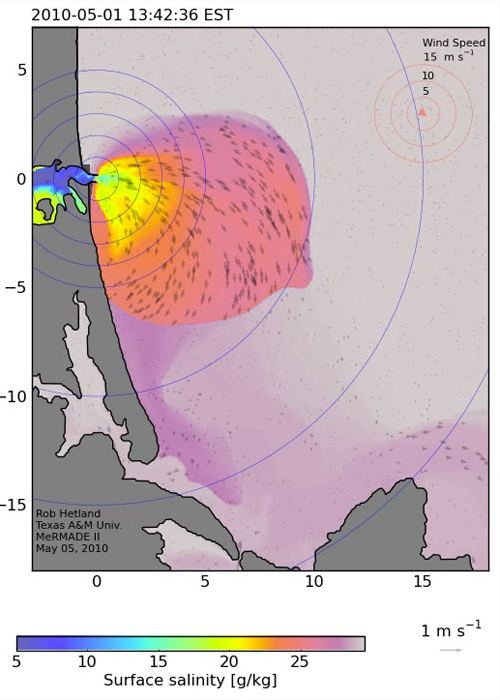 2010-05-01 13:42:36 EST
Wind Speed
15 m s⁻¹
10
5
5
0
−5
−10
−15
Rob Hetland
Texas A&M Univ.
MeRMADE II
May 05, 2010
0 5 10 15
1 m s⁻¹
5 10 15 20 25
Surface salinity [g/kg]